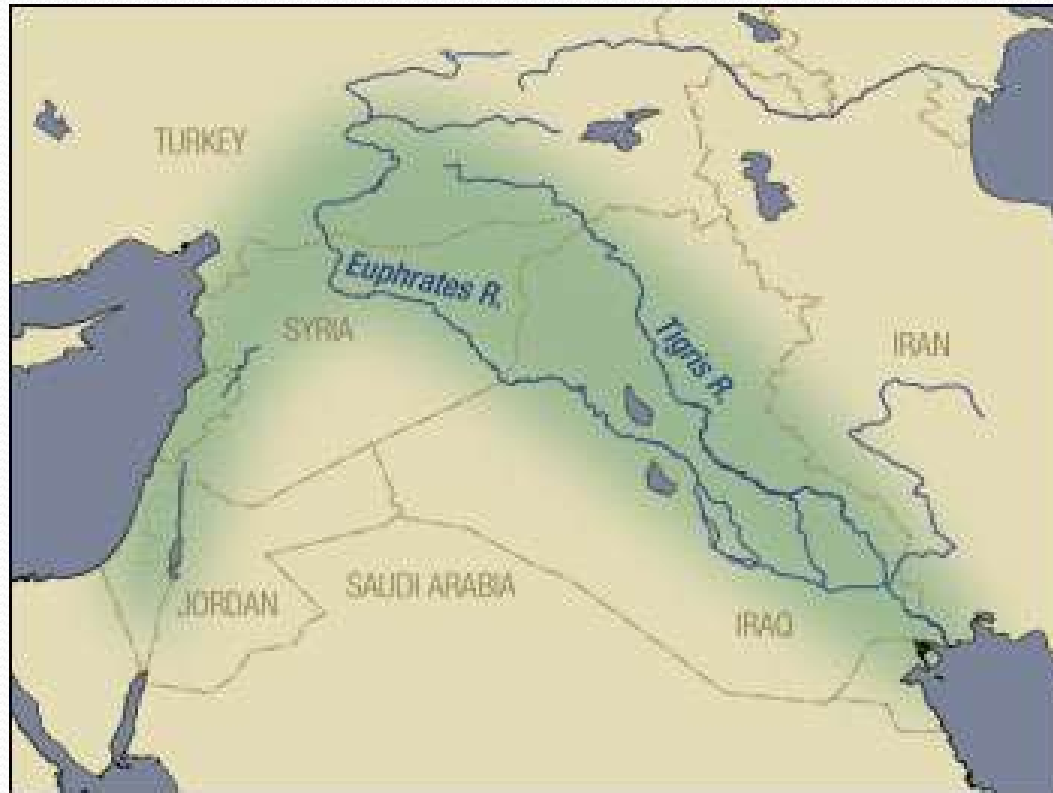 TURKEY
Euphrates R.
SYRIA
Tigris R.
IRAN
JORDAN
SAUDI ARABIA
IRAQ